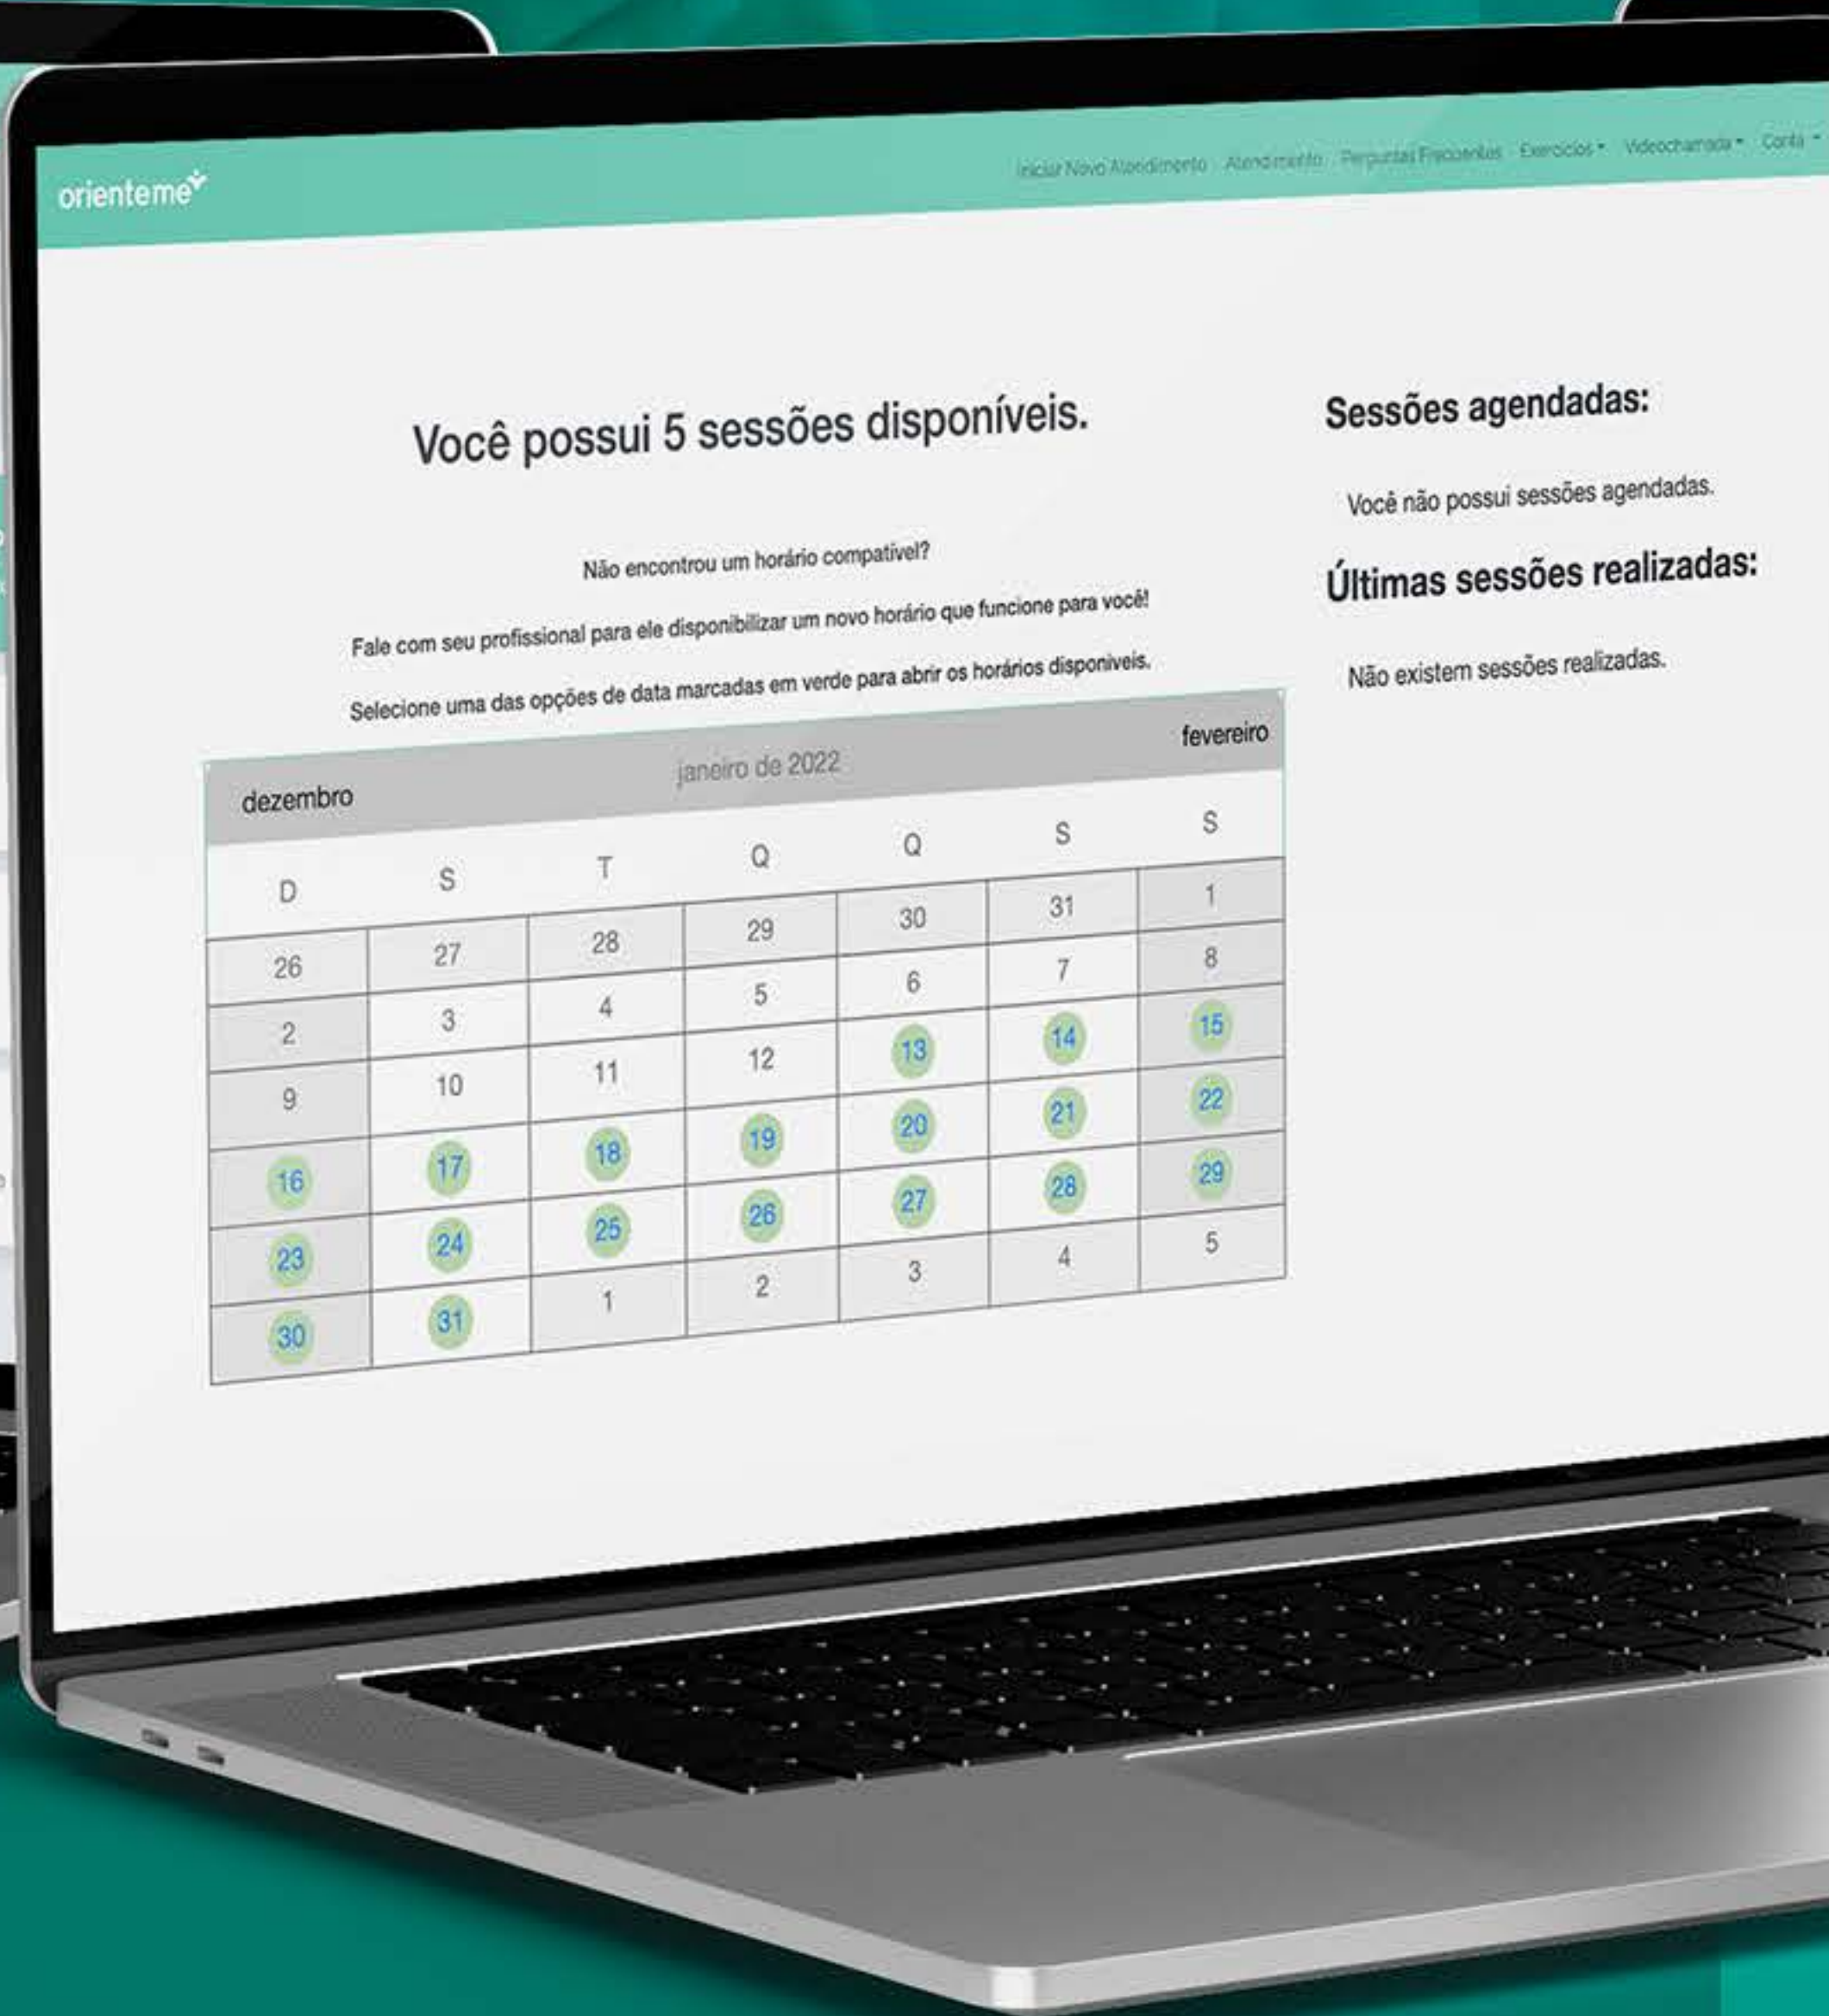 orienteme
Iniciar Novo Atendimento Atendimento Perguntas Frequentes Exercícios Videochamada Conta
Você possui 5 sessões disponíveis.
Não encontrou um horário compatível?
Fale com seu profissional para ele disponibilizar um novo horário que funcione para você!
Selecione uma das opções de data marcadas em verde para abrir os horários disponíveis.
dezembro janeiro de 2022 fevereiro
D S T Q Q S S
26 27 28 29 30 31 1
2 3 4 5 6 7 8
9 10 11 12 13 14 15
16 17 18 19 20 21 22
23 24 25 26 27 28 29
30 31 1 2 3 4 5
Sessões agendadas:
Você não possui sessões agendadas.
Últimas sessões realizadas:
Não existem sessões realizadas.